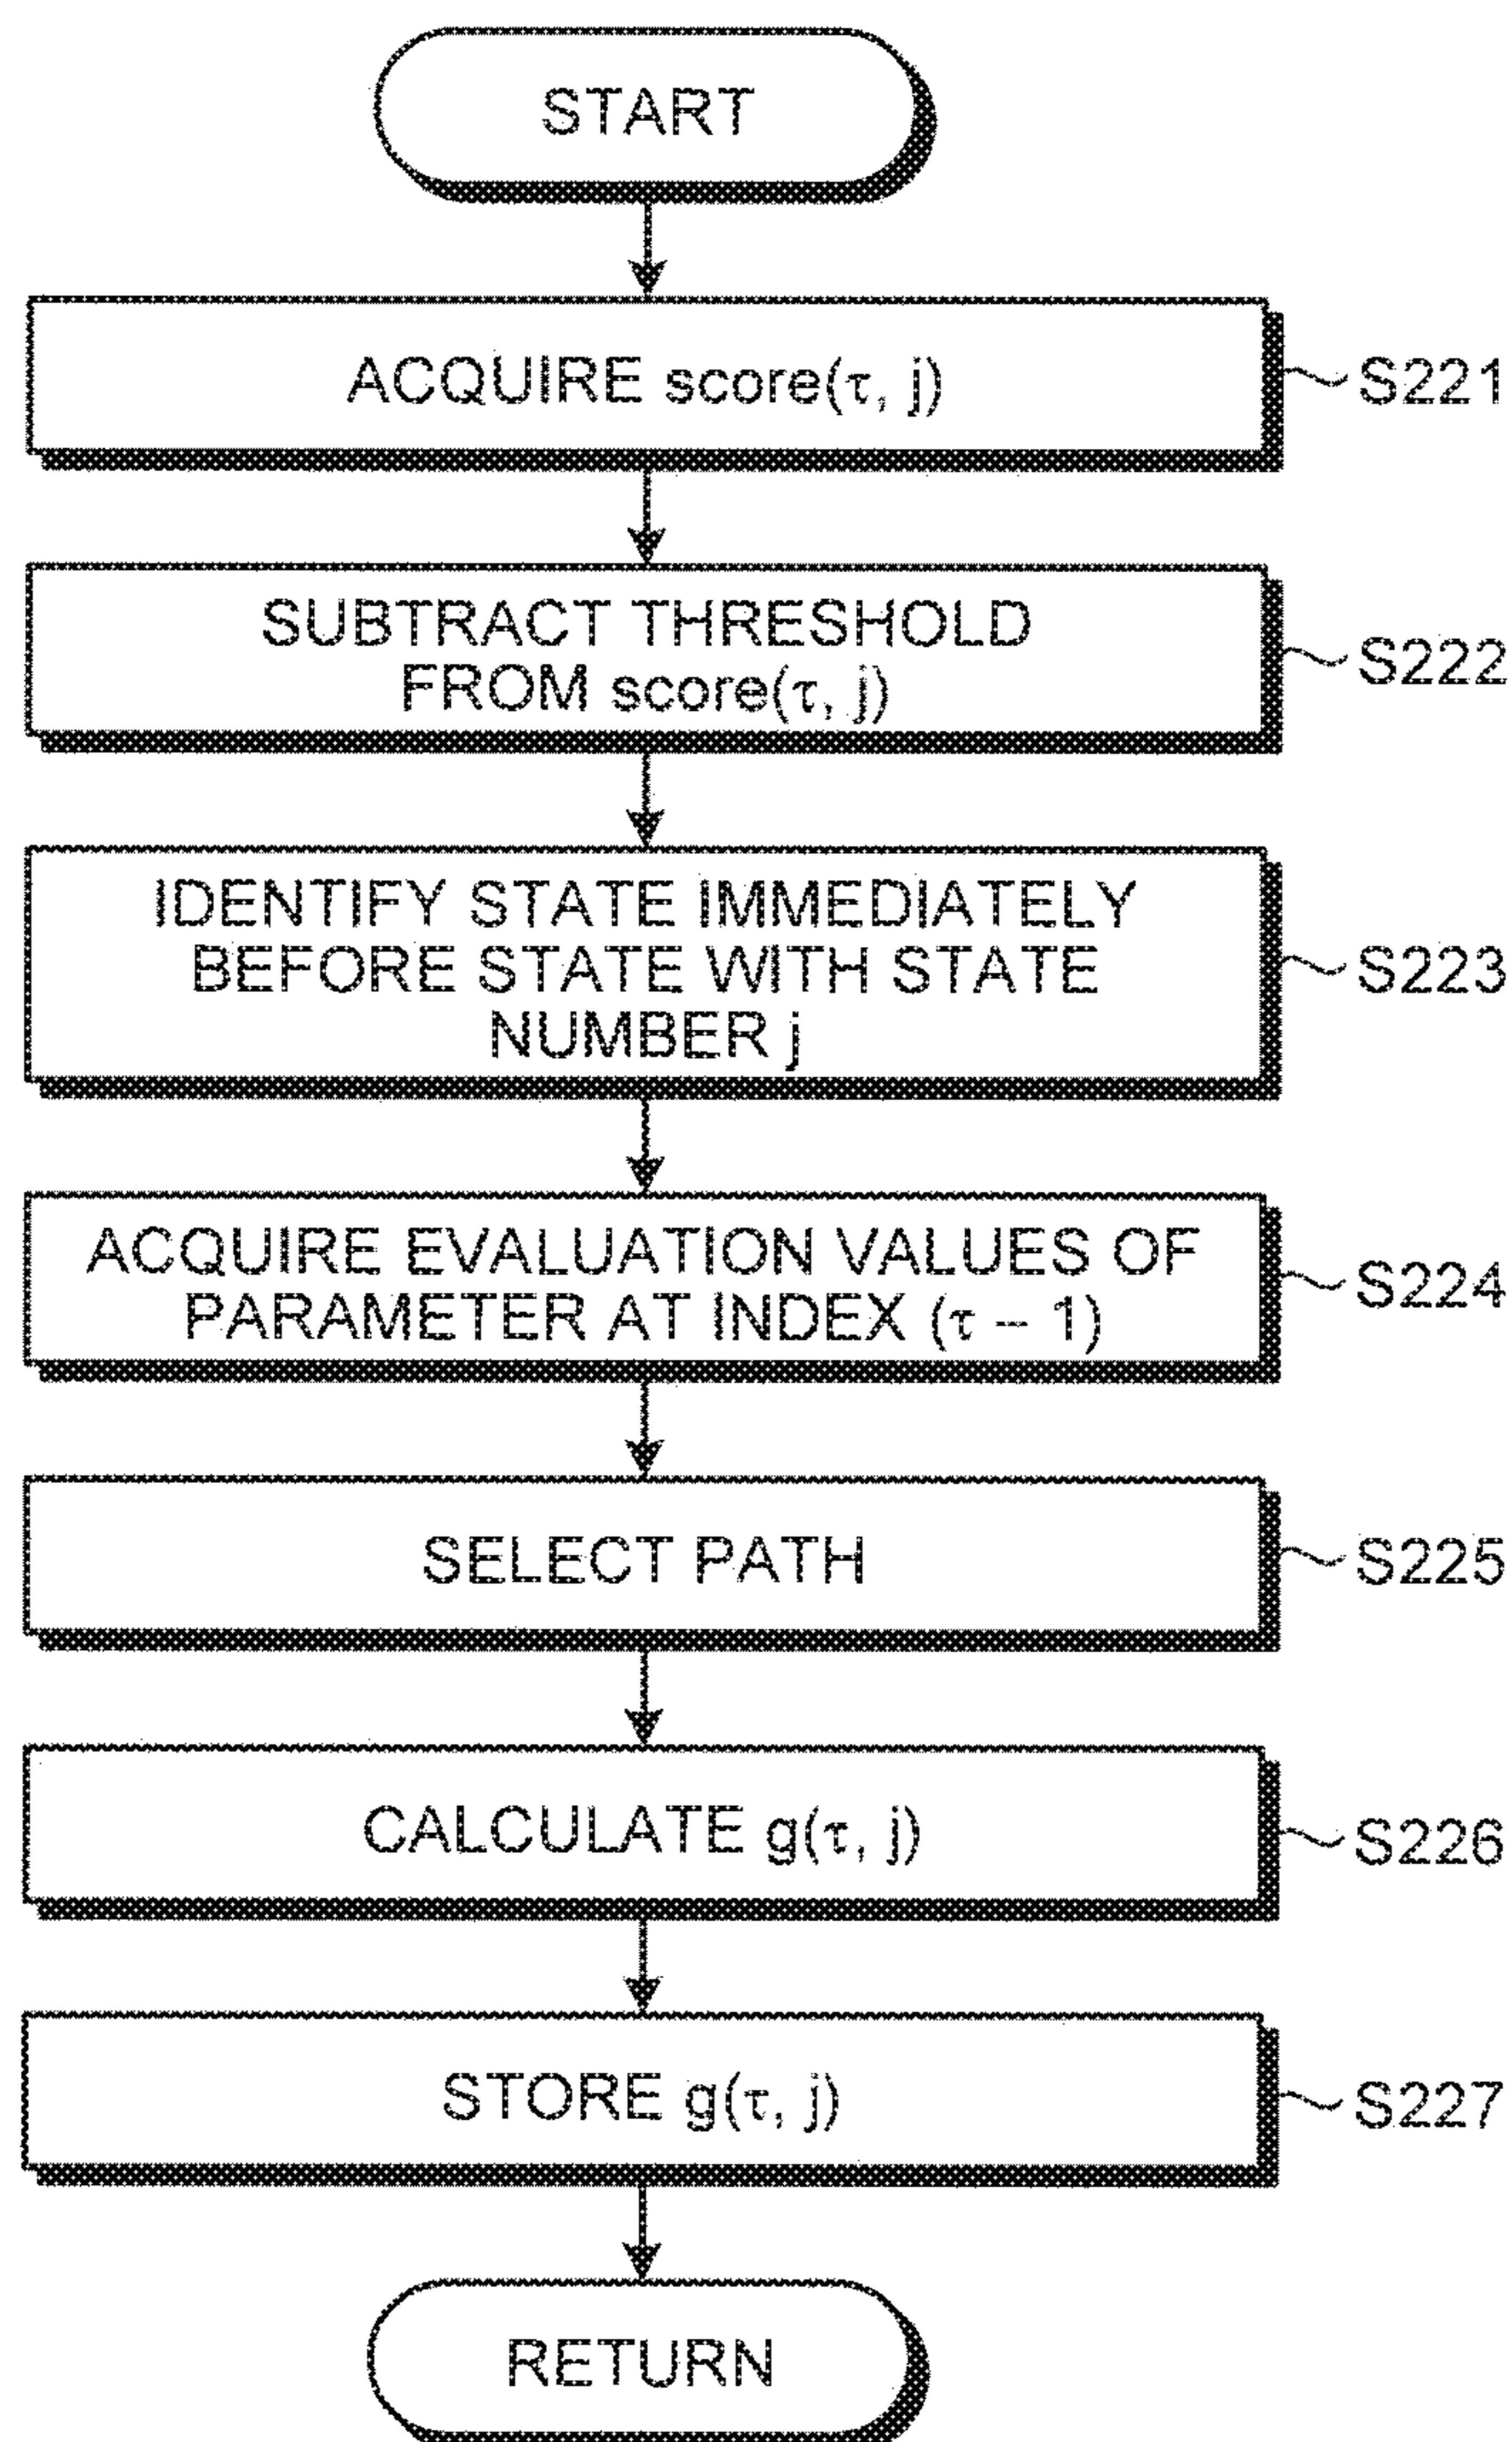 START
ACQUIRE score(τ, j)
S221
SUBTRACT THRESHOLD
FROM score(τ, j)
S222
IDENTIFY STATE IMMEDIATELY
BEFORE STATE WITH STATE
NUMBER j
S223
ACQUIRE EVALUATION VALUES OF
PARAMETER AT INDEX (τ – 1)
S224
SELECT PATH
S225
CALCULATE g(τ, j)
S226
STORE g(τ, j)
S227
RETURN